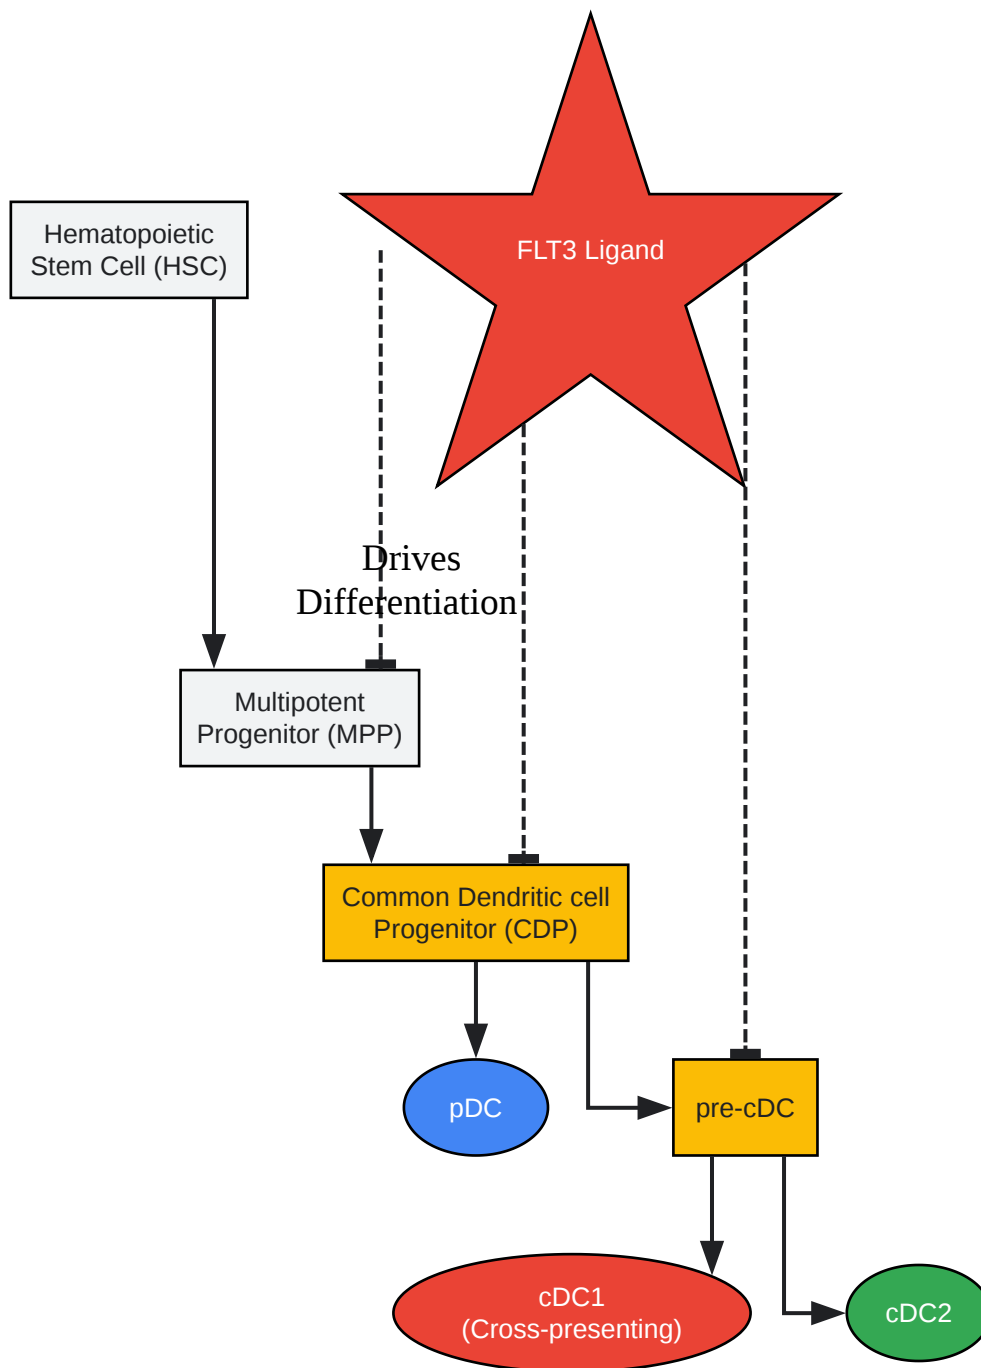 FLT3 Ligand
Hematopoietic
Stem Cell (HSC)
Drives
Differentiation
Multipotent
Progenitor (MPP)
Common Dendritic cell
Progenitor (CDP)
pDC
pre-cDC
cDC1
(Cross-presenting)
cDC2